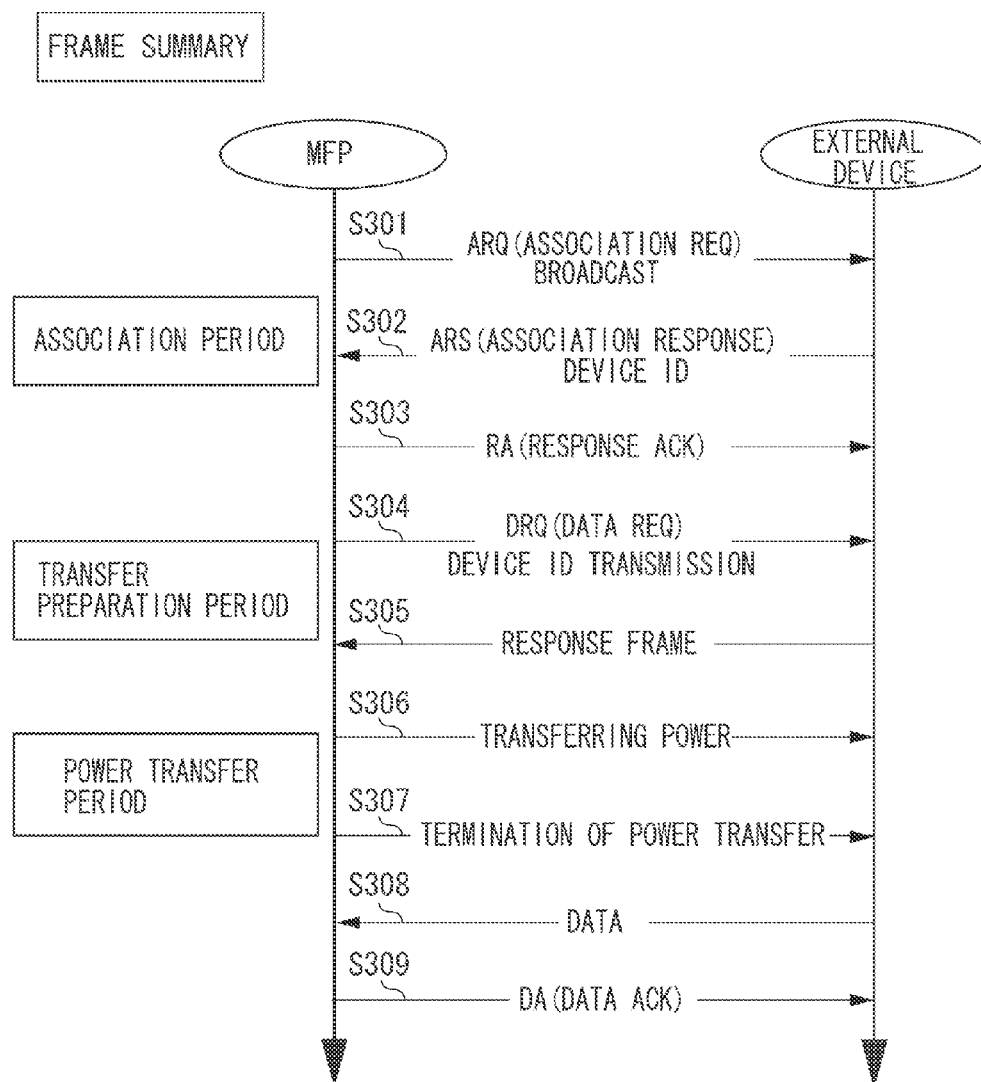 FRAME SUMMARY
MFP
EXTERNAL
DEVICE
S301
ARQ(ASSOCIATION REQ)
BROADCAST
ASSOCIATION PERIOD
S302
ARS(ASSOCIATION RESPONSE)
DEVICE ID
S303
RA(RESPONSE ACK)
S304
DRQ(DATA REQ)
DEVICE ID TRANSMISSION
TRANSFER
PREPARATION PERIOD
S305
RESPONSE FRAME
S306
TRANSFERRING POWER
POWER TRANSFER
PERIOD
S307
TERMINATION OF POWER TRANSFER
S308
DATA
S309
DA(DATA ACK)